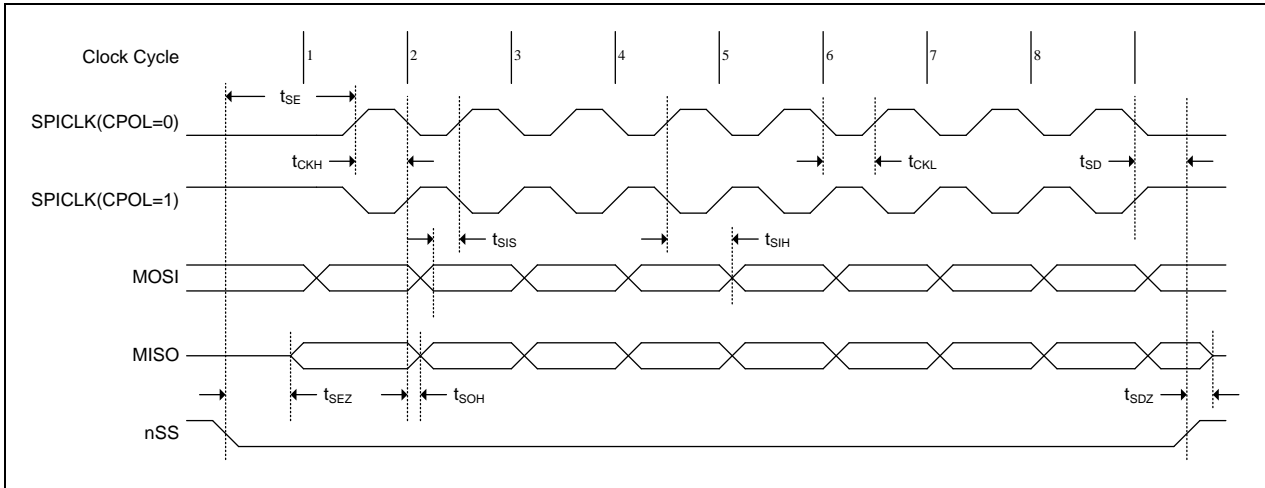 Clock Cycle 1 2 3 4 5 6 7 8
tSE
SPICLK(CPOL=0)
tCKH tCKL tSD
SPICLK(CPOL=1)
tSIS tSIH
MOSI
MISO
tSEZ tSOH tSDZ
nSS